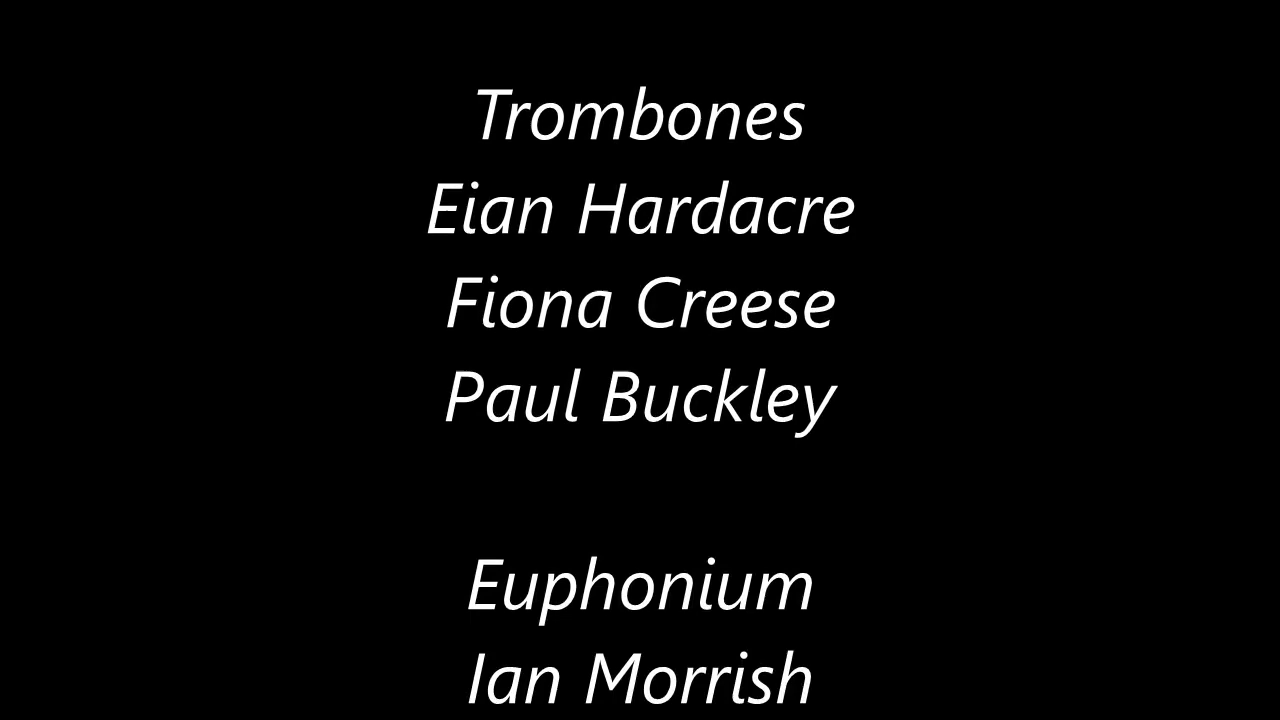 Trombones
Eian Hardacre
Fiona Creese
Paul Buckley
Euphonium
Ian Morrish